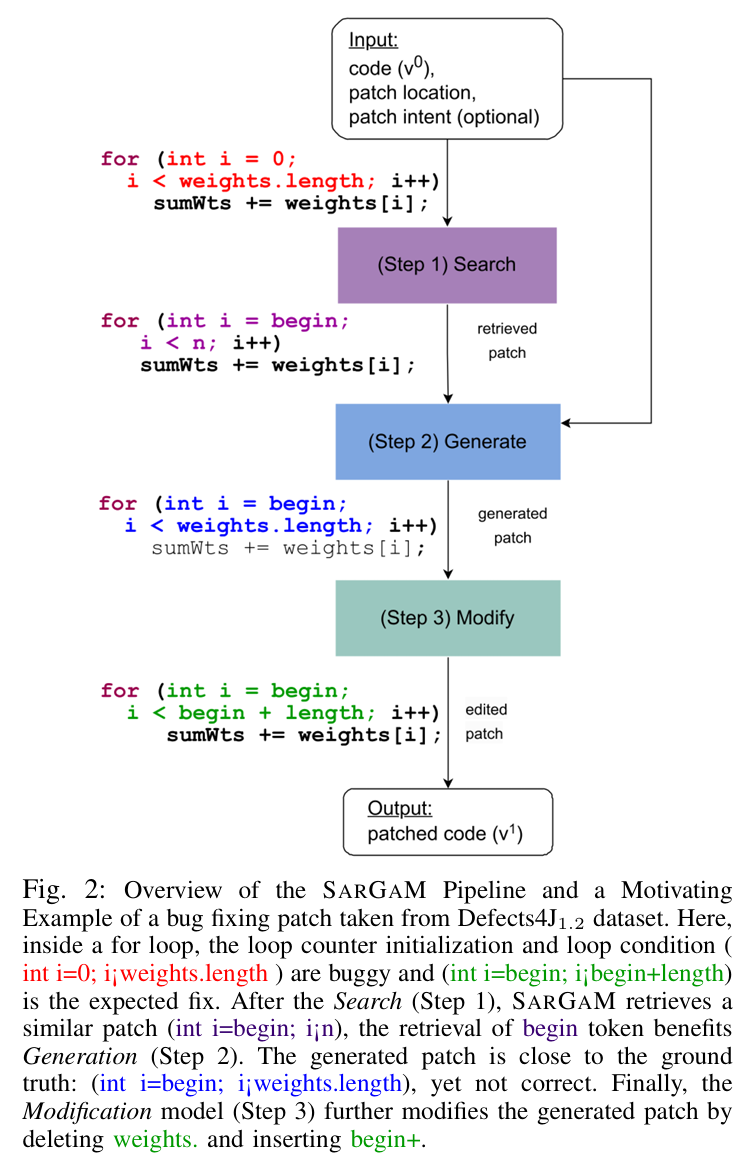 Input:
code (v⁰),
patch location,
patch intent (optional)
for (int i = 0;
i < weights.length; i++)
sumWts += weights[i];
(Step 1) Search
for (int i = begin;
i < n; i++)
sumWts += weights[i];
retrieved
patch
(Step 2) Generate
for (int i = begin;
i < weights.length; i++)
sumWts += weights[i];
generated
patch
(Step 3) Modify
for (int i = begin;
i < begin + length; i++)
sumWts += weights[i];
edited
patch
Output:
patched code (v¹)
Fig. 2: Overview of the SARGAM Pipeline and a Motivating
Example of a bug fixing patch taken from Defects4J₁.₂ dataset. Here,
inside a for loop, the loop counter initialization and loop condition (
int i=0; i¡weights.length ) are buggy and (int i=begin; i¡begin+length)
is the expected fix. After the Search (Step 1), SARGAM retrieves a
similar patch (int i=begin; i¡n), the retrieval of begin token benefits
Generation (Step 2). The generated patch is close to the ground
truth: (int i=begin; i¡weights.length), yet not correct. Finally, the
Modification model (Step 3) further modifies the generated patch by
deleting weights. and inserting begin+.